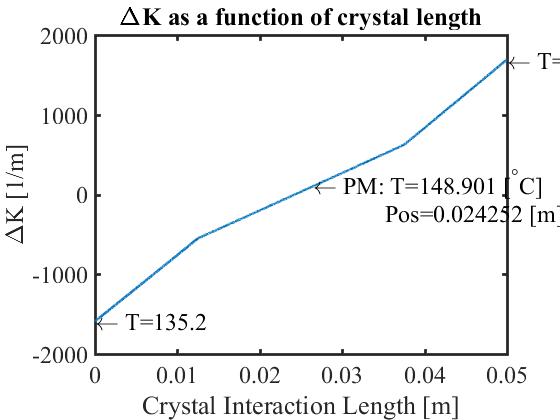 ΔK as a function of crystal length
2000
1000
0
-1000
-2000
ΔK [1/m]
← T=
← PM: T=148.901 [°C]
Pos=0.024252 [m]
← T=135.2
0 0.01 0.02 0.03 0.04 0.05
Crystal Interaction Length [m]